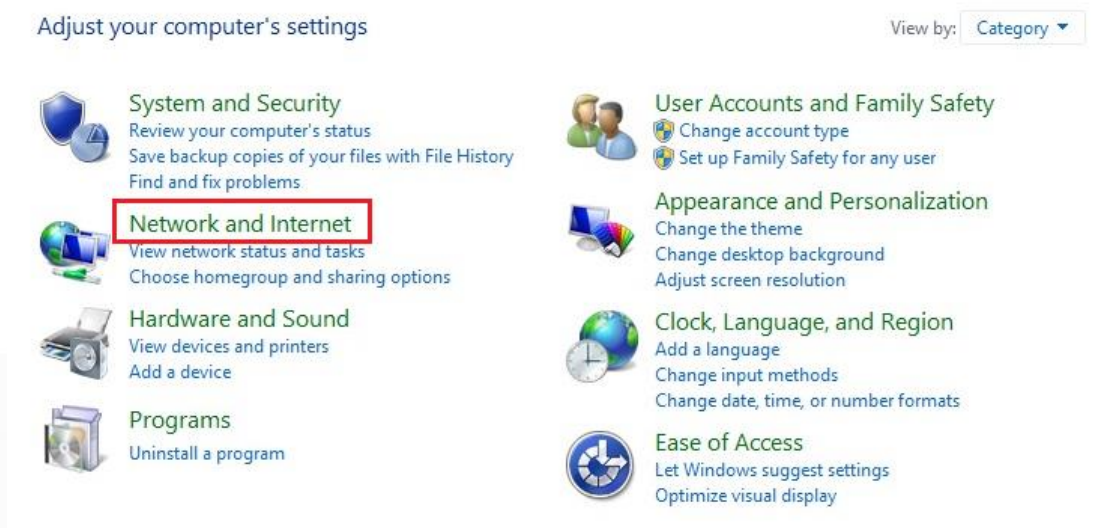 Adjust your computer's settings
View by: Category
System and Security
Review your computer's status
Save backup copies of your files with File History
Find and fix problems
Network and Internet
View network status and tasks
Choose homegroup and sharing options
Hardware and Sound
View devices and printers
Add a device
Programs
Uninstall a program
User Accounts and Family Safety
Change account type
Set up Family Safety for any user
Appearance and Personalization
Change the theme
Change desktop background
Adjust screen resolution
Clock, Language, and Region
Add a language
Change input methods
Change date, time, or number formats
Ease of Access
Let Windows suggest settings
Optimize visual display